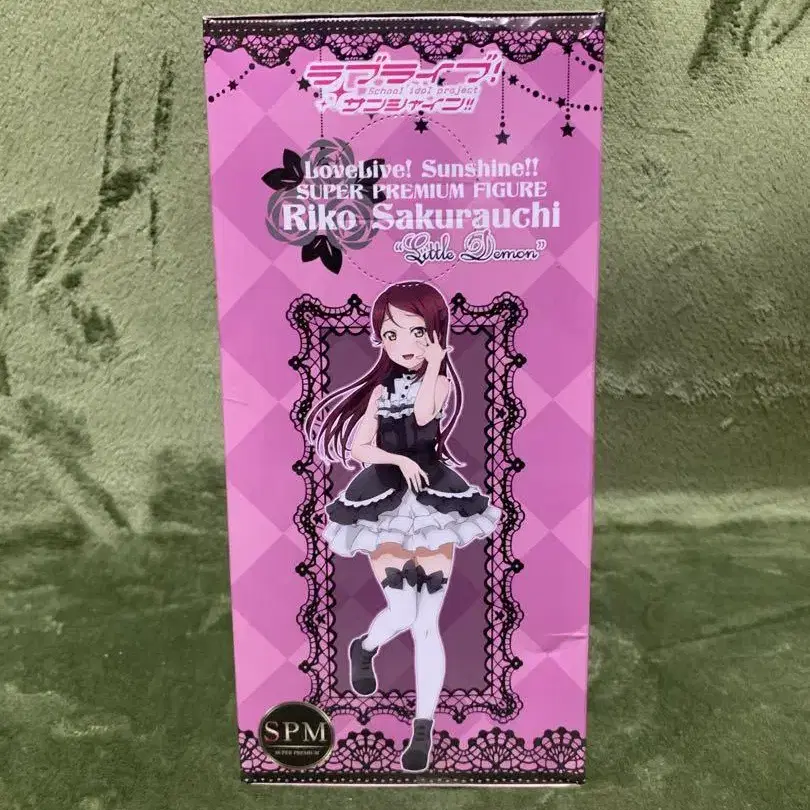 ラブライブ!
School idol project
サンシャイン!!
LoveLive! Sunshine!!
SUPER PREMIUM FIGURE
Riko Sakurauchi
"Little Demon"
SPM
SUPER PREMIUM